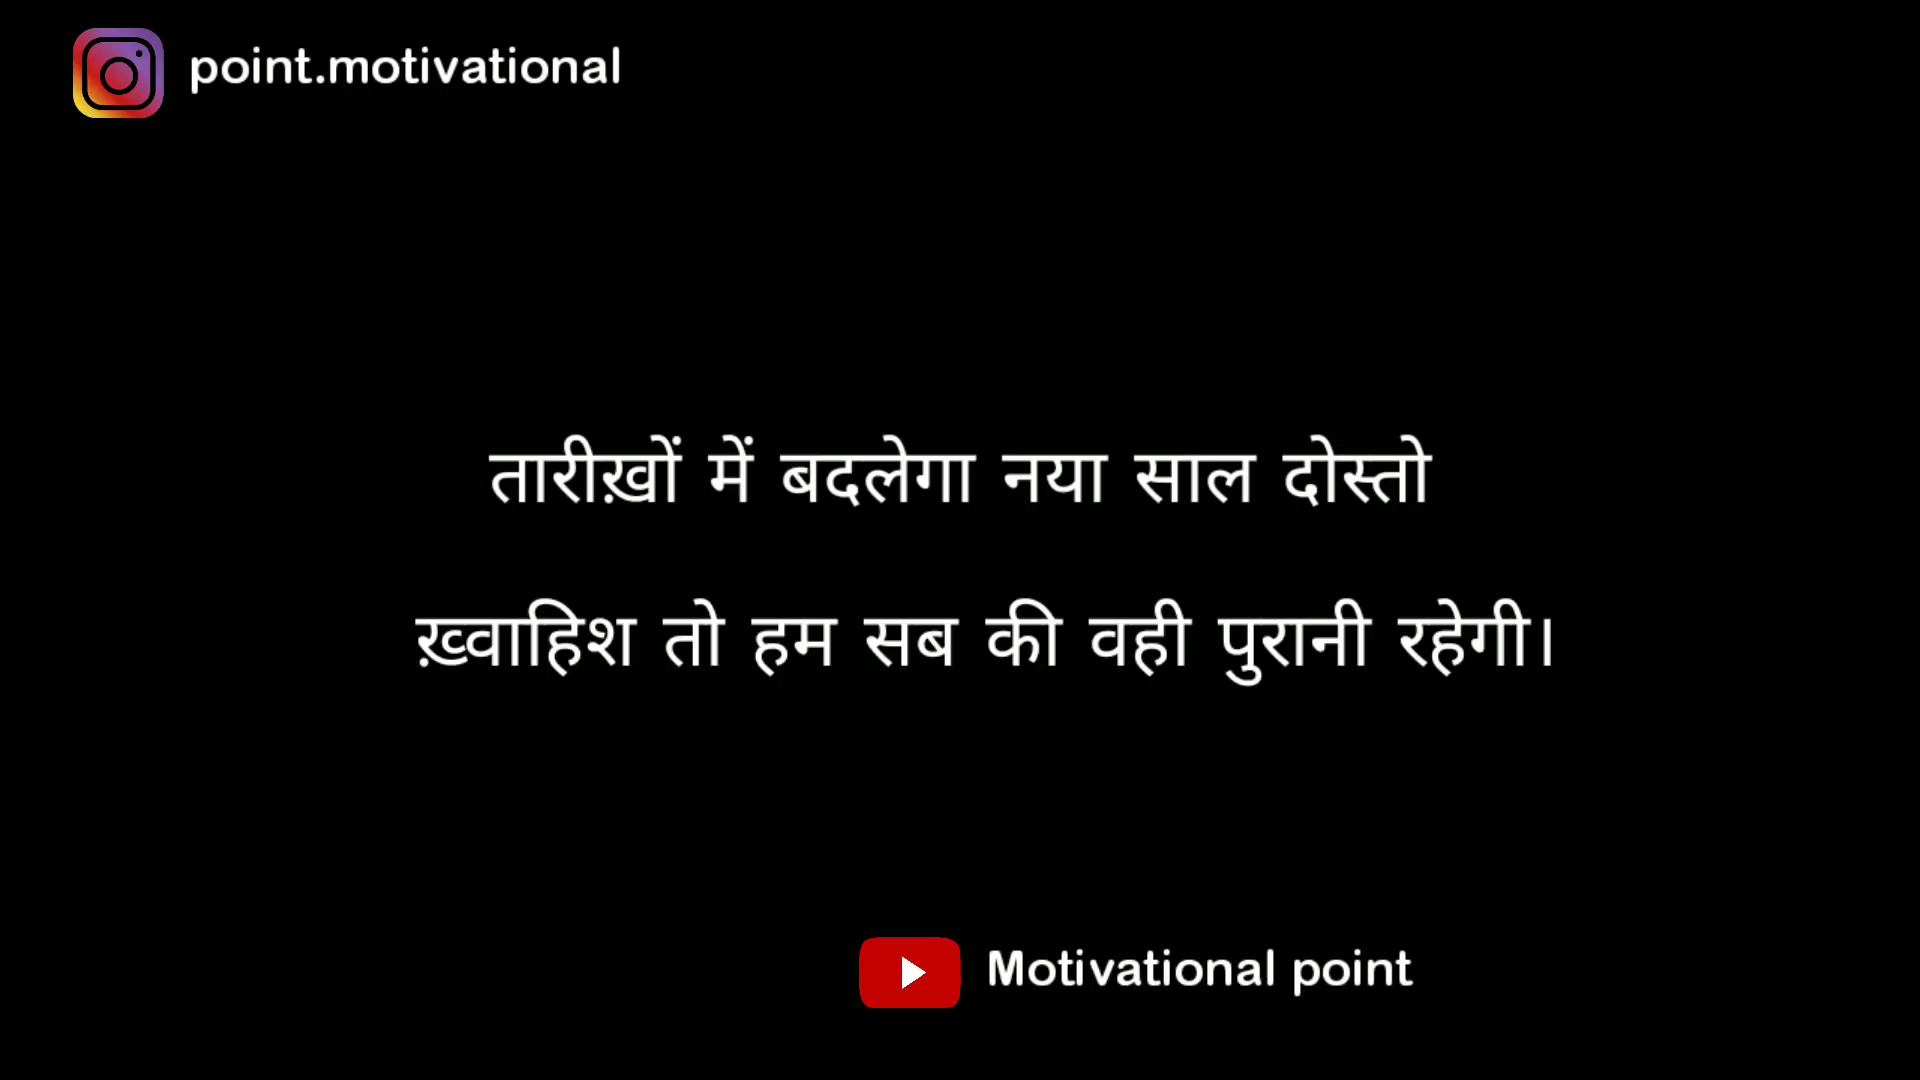 point.motivational
तारीख़ों में बदलेगा नया साल दोस्तो
ख़्वाहिश तो हम सब की वही पुरानी रहेगी।
Motivational point